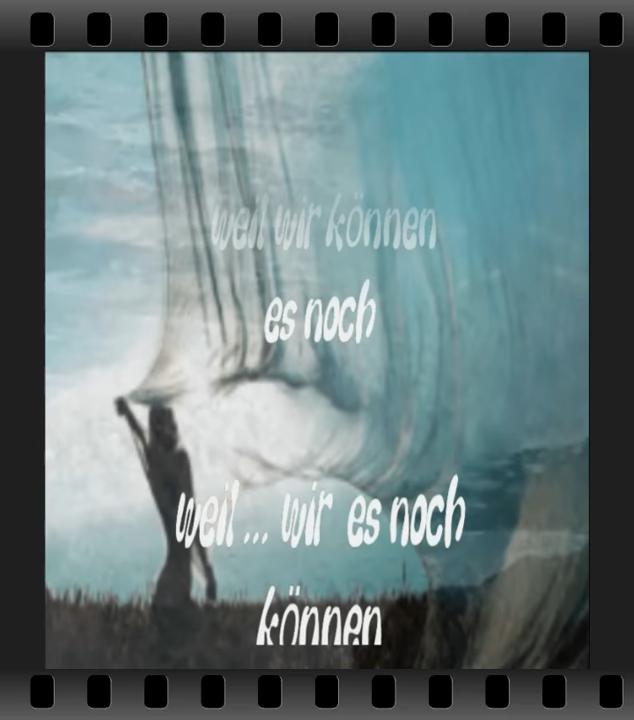 weil wir können
es noch
weil ... wir es noch
können